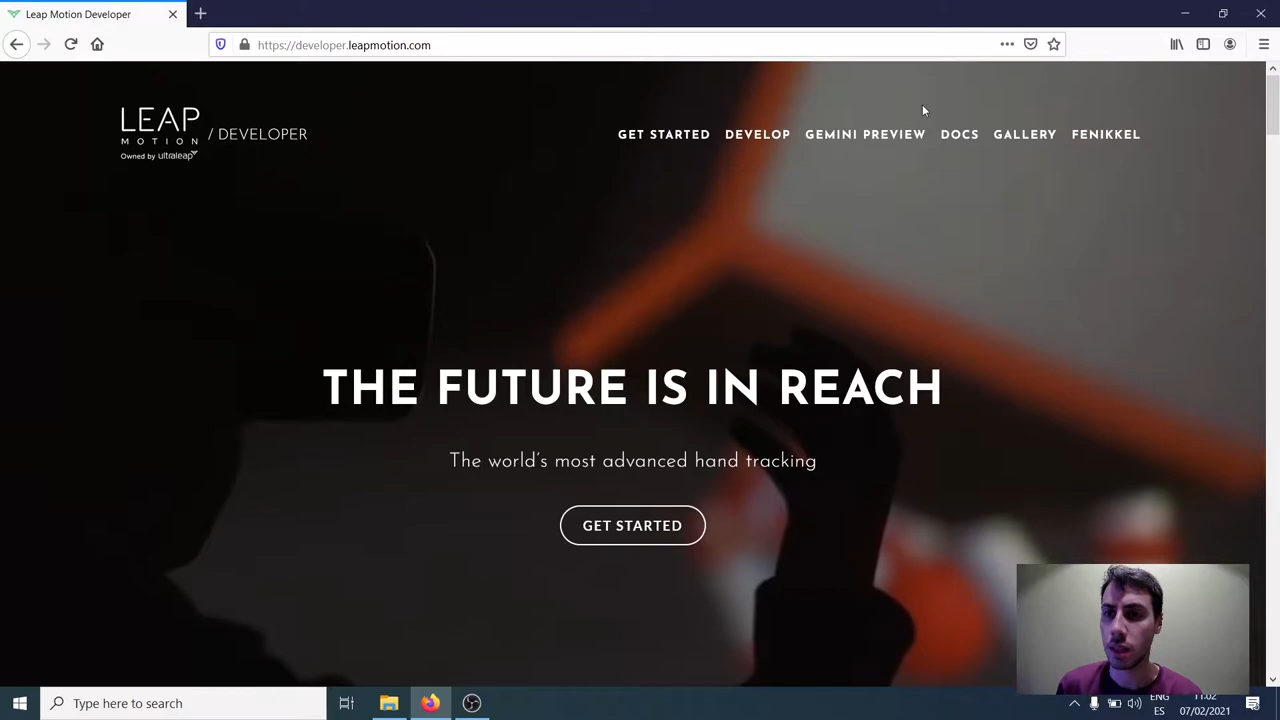 Leap Motion Developer
https://developer.leapmotion.com
LEAP
MOTION
Owned by ultraleap
/ DEVELOPER
GET STARTED DEVELOP GEMINI PREVIEW DOCS GALLERY FENIKKEL
THE FUTURE IS IN REACH
The world's most advanced hand tracking
GET STARTED
Type here to search
ENG
ES
11:02
07/02/2021